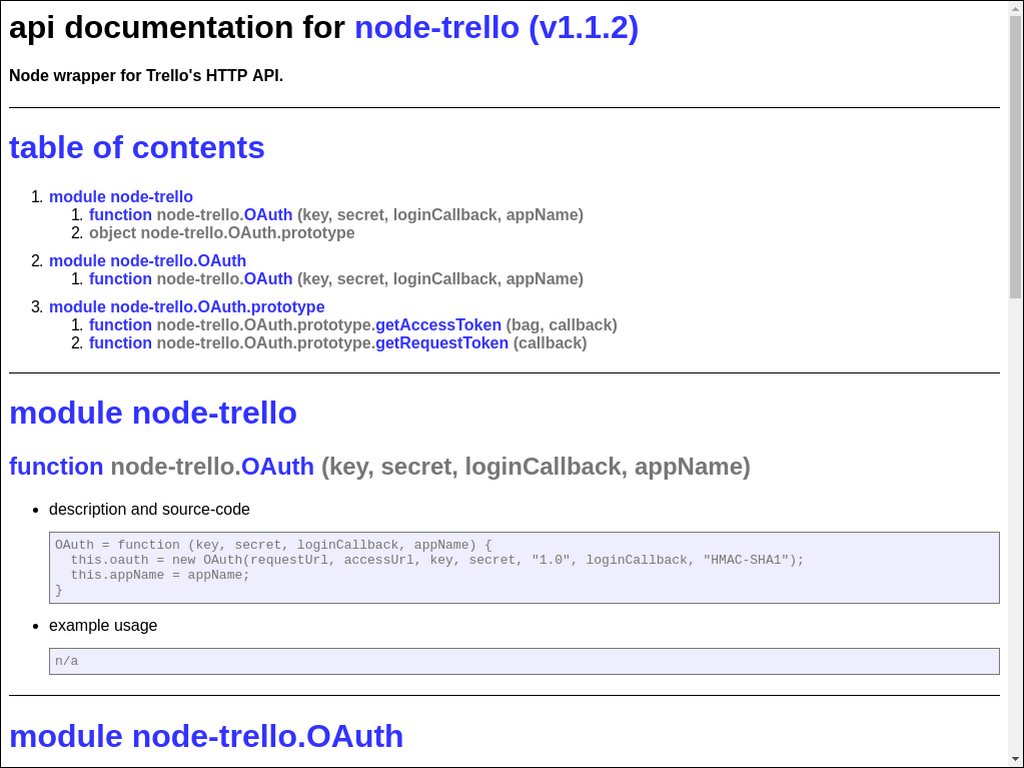 api documentation for node-trello (v1.1.2)
Node wrapper for Trello's HTTP API.
table of contents
1. module node-trello
1. function node-trello.OAuth (key, secret, loginCallback, appName)
2. object node-trello.OAuth.prototype
2. module node-trello.OAuth
1. function node-trello.OAuth (key, secret, loginCallback, appName)
3. module node-trello.OAuth.prototype
1. function node-trello.OAuth.prototype.getAccessToken (bag, callback)
2. function node-trello.OAuth.prototype.getRequestToken (callback)
module node-trello
function node-trello.OAuth (key, secret, loginCallback, appName)
• description and source-code
OAuth = function (key, secret, loginCallback, appName) {
  this.oauth = new OAuth(requestUrl, accessUrl, key, secret, "1.0", loginCallback, "HMAC-SHA1");
  this.appName = appName;
}
• example usage
n/a
module node-trello.OAuth